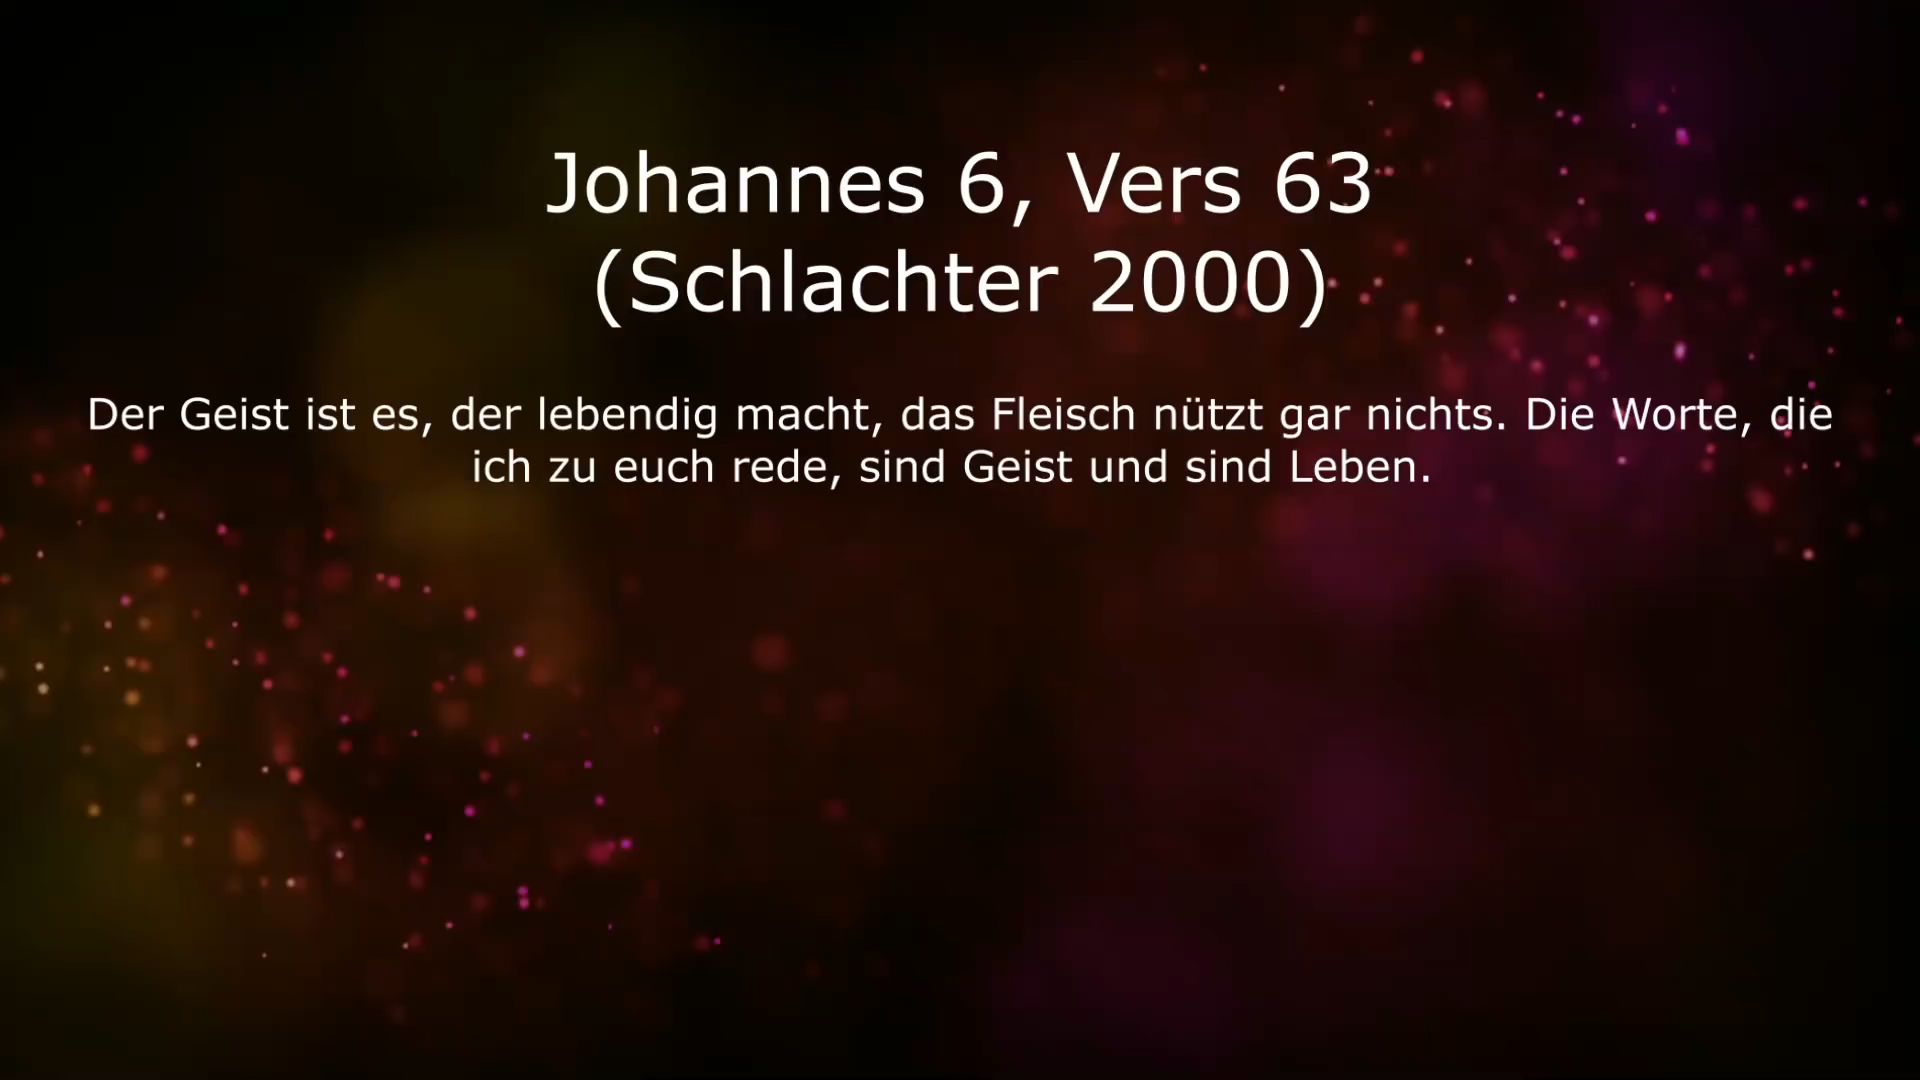 Johannes 6, Vers 63
(Schlachter 2000)
Der Geist ist es, der lebendig macht, das Fleisch nützt gar nichts. Die Worte, die
ich zu euch rede, sind Geist und sind Leben.